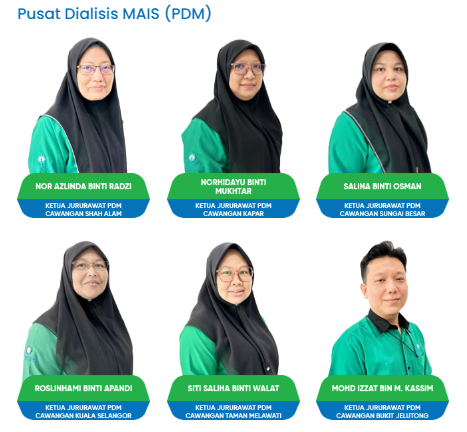 Pusat Dialisis MAIS (PDM)
NOR AZLINDA BINTI RADZI
KETUA JURURAWAT PDM
CAWANGAN SHAH ALAM
NORHIDAYU BINTI
MUKHTAR
KETUA JURURAWAT PDM
CAWANGAN KAPAR
SALINA BINTI OSMAN
KETUA JURURAWAT PDM
CAWANGAN SUNGAI BESAR
ROSLINHAMI BINTI APANDI
KETUA JURURAWAT PDM
CAWANGAN KUALA SELANGOR
SITI SALIHA BINTI WALAT
KETUA JURURAWAT PDM
CAWANGAN TAMAN MELAWATI
MOHD IZZAT BIN M. KASSIM
KETUA JURURAWAT PDM
CAWANGAN BUKIT JELUTONG